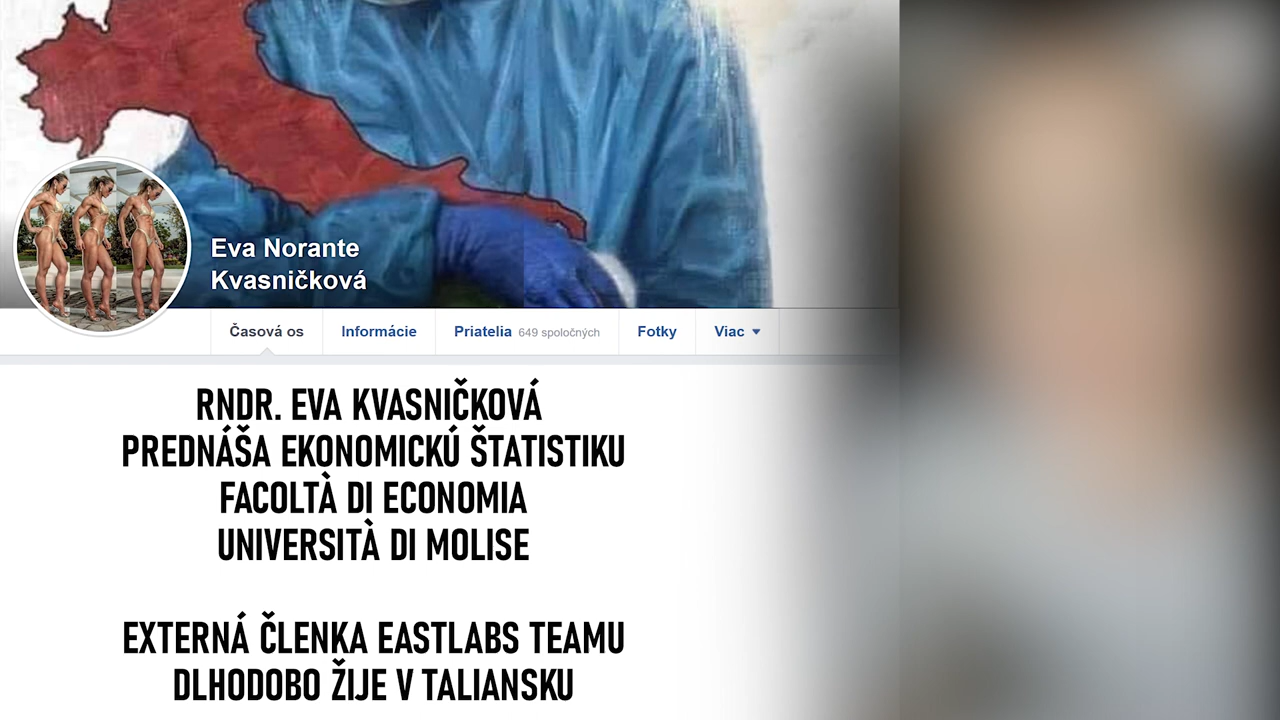 Eva Norante
Kvasničková
Časová os Informácie Priatelia 649 spoločných Fotky Viac
RNDR. EVA KVASNIČKOVÁ
PREDNÁŠA EKONOMICKÚ ŠTATISTIKU
FACOLTÀ DI ECONOMIA
UNIVERSITÀ DI MOLISE
EXTERNÁ ČLENKA EASTLABS TEAMU
DLHODOBO ŽIJE V TALIANSKU